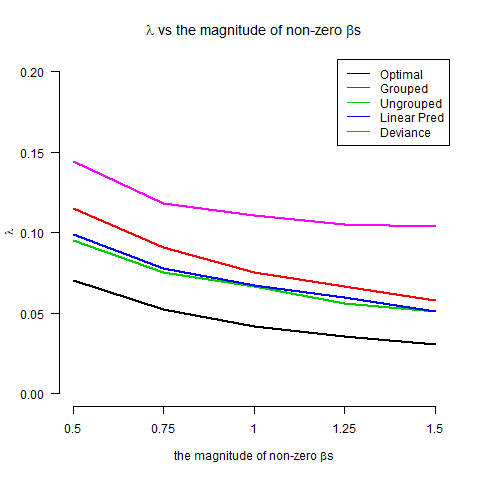 λ vs the magnitude of non-zero βs
Optimal
Grouped
Ungrouped
Linear Pred
Deviance
0.20
0.15
0.10
0.05
0.00
λ
0.5 0.75 1 1.25 1.5
the magnitude of non-zero βs